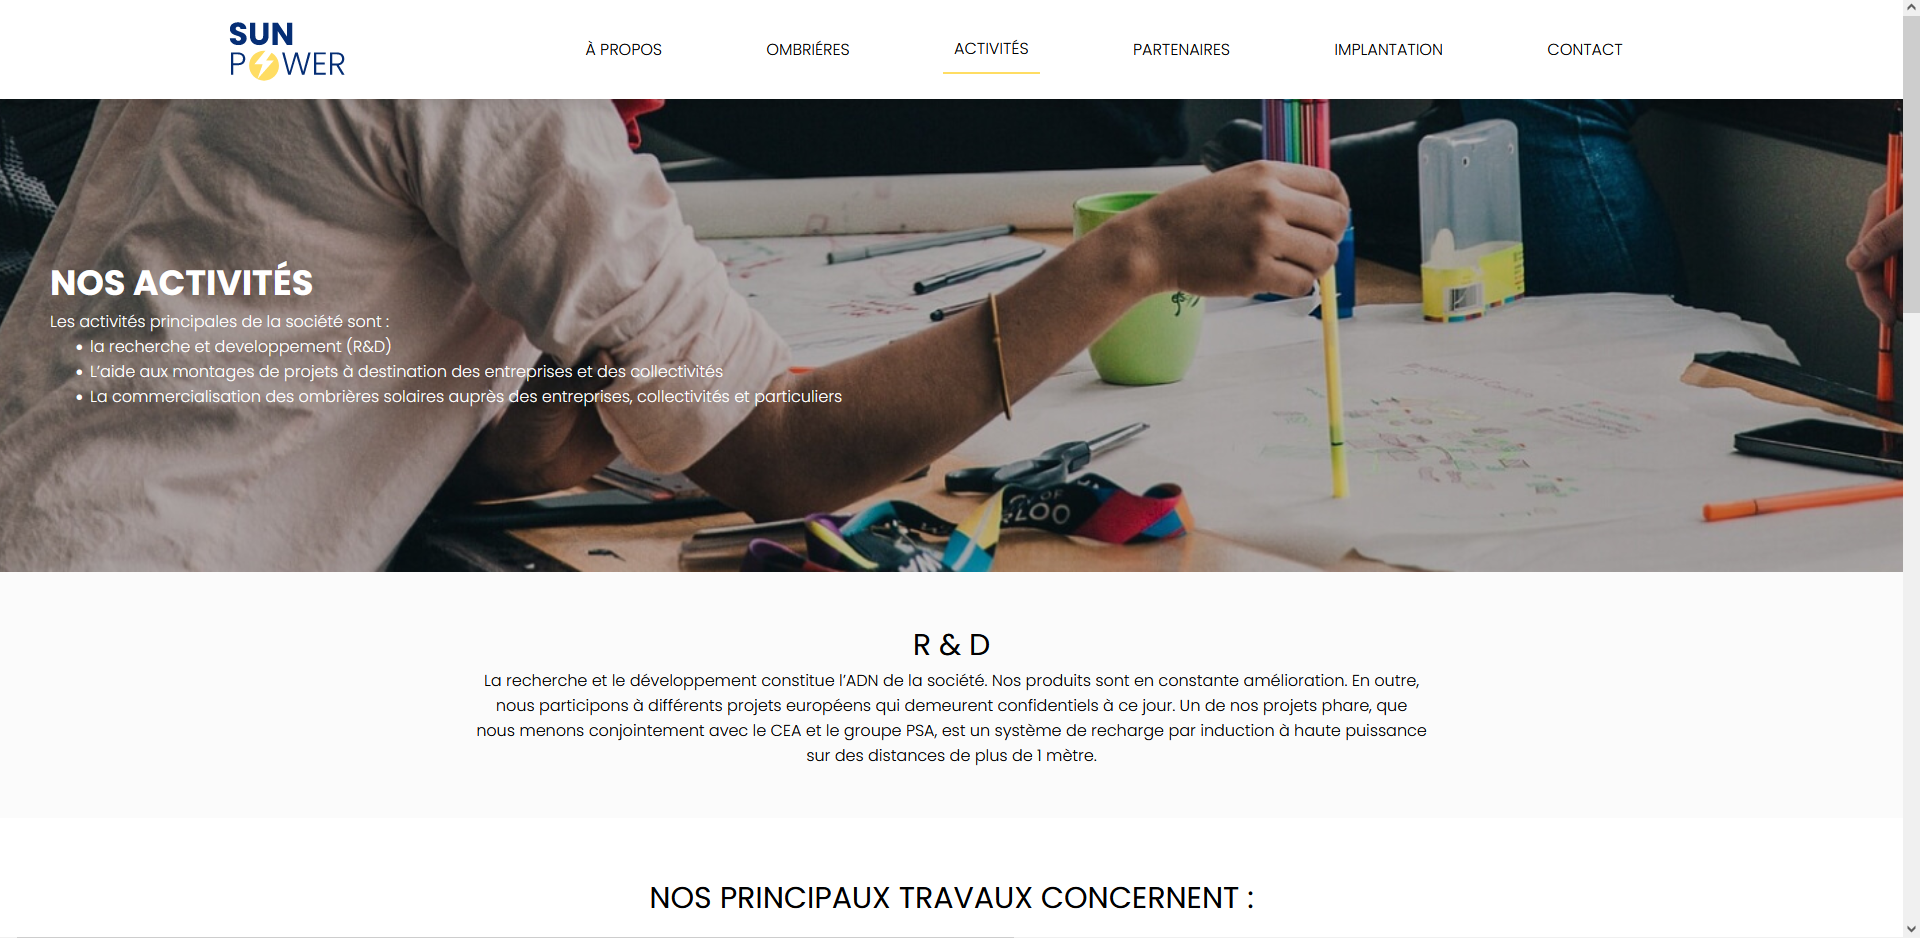 SUN
POWER
À PROPOS
OMBRIÉRES
ACTIVITÉS
PARTENAIRES
IMPLANTATION
CONTACT
NOS ACTIVITÉS
Les activités principales de la société sont :
• la recherche et developpement (R&D)
• L’aide aux montages de projets à destination des entreprises et des collectivités
• La commercialisation des ombrières solaires auprès des entreprises, collectivités et particuliers
R & D
La recherche et le développement constitue l’ADN de la société. Nos produits sont en constante amélioration. En outre,
nous participons à différents projets européens qui demeurent confidentiels à ce jour. Un de nos projets phare, que
nous menons conjointement avec le CEA et le groupe PSA, est un système de recharge par induction à haute puissance
sur des distances de plus de 1 mètre.
NOS PRINCIPAUX TRAVAUX CONCERNENT :